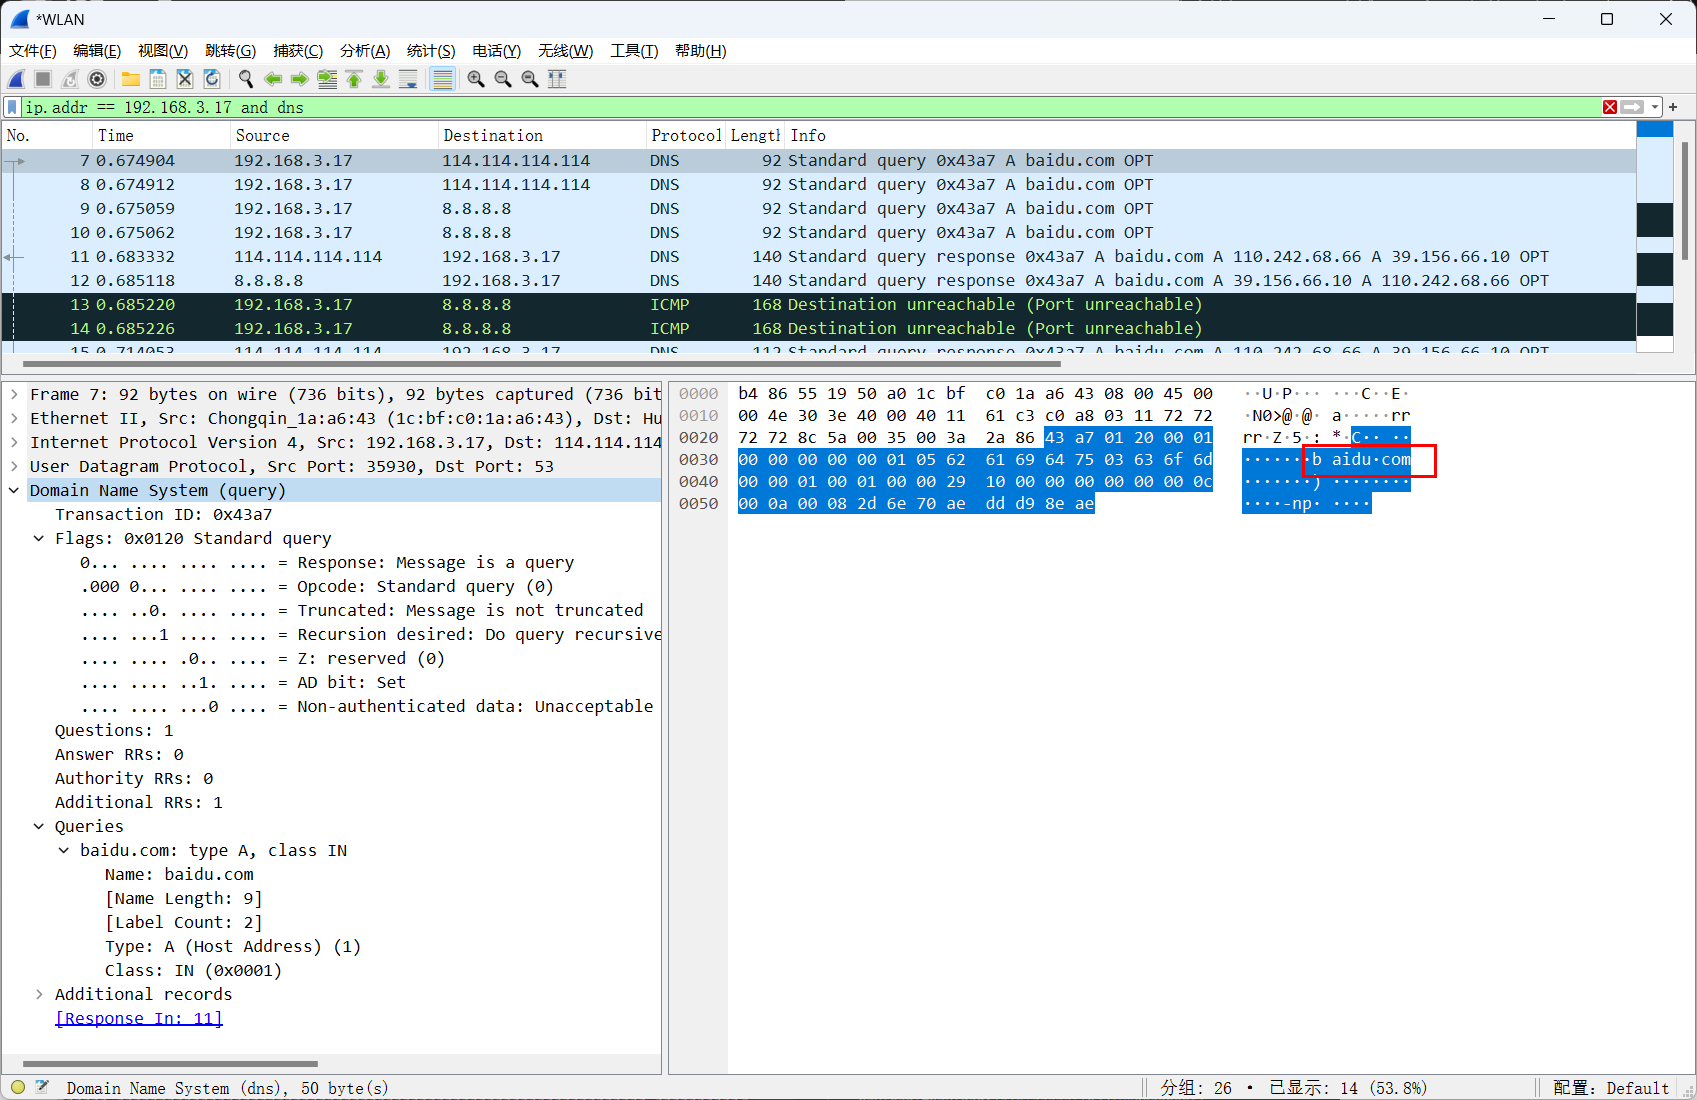 *WLAN
文件(F) 编辑(E) 视图(V) 跳转(G) 捕获(C) 分析(A) 统计(S) 电话(Y) 无线(W) 工具(T) 帮助(H)
ip.addr == 192.168.3.17 and dns
No. Time Source Destination Protocol Length Info
7 0.674904 192.168.3.17 114.114.114.114 DNS 92 Standard query 0x43a7 A baidu.com OPT
8 0.674912 192.168.3.17 114.114.114.114 DNS 92 Standard query 0x43a7 A baidu.com OPT
9 0.675059 192.168.3.17 8.8.8.8 DNS 92 Standard query 0x43a7 A baidu.com OPT
10 0.675062 192.168.3.17 8.8.8.8 DNS 92 Standard query 0x43a7 A baidu.com OPT
11 0.683332 114.114.114.114 192.168.3.17 DNS 140 Standard query response 0x43a7 A baidu.com A 110.242.68.66 A 39.156.66.10 OPT
12 0.685118 8.8.8.8 192.168.3.17 DNS 140 Standard query response 0x43a7 A baidu.com A 39.156.66.10 A 110.242.68.66 OPT
13 0.685220 192.168.3.17 8.8.8.8 ICMP 168 Destination unreachable (Port unreachable)
14 0.685226 192.168.3.17 8.8.8.8 ICMP 168 Destination unreachable (Port unreachable)
15 0.714053 114.114.114.114 192.168.3.17 DNS 112 Standard query response 0x43a7 A baidu.com A 110.242.68.66 A 39.156.66.10 OPT
Frame 7: 92 bytes on wire (736 bits), 92 bytes captured (736 bit
Ethernet II, Src: Chongqin_1a:a6:43 (1c:bf:c0:1a:a6:43), Dst: Hu
Internet Protocol Version 4, Src: 192.168.3.17, Dst: 114.114.114
User Datagram Protocol, Src Port: 35930, Dst Port: 53
Domain Name System (query)
Transaction ID: 0x43a7
Flags: 0x0120 Standard query
0... .... .... .... = Response: Message is a query
.000 0... .... .... = Opcode: Standard query (0)
.... ..0. .... .... = Truncated: Message is not truncated
.... ...1 .... .... = Recursion desired: Do query recursive
.... .... .0.. .... = Z: reserved (0)
.... .... ..1. .... = AD bit: Set
.... .... ...0 .... = Non-authenticated data: Unacceptable
Questions: 1
Answer RRs: 0
Authority RRs: 0
Additional RRs: 1
Queries
baidu.com: type A, class IN
Name: baidu.com
[Name Length: 9]
[Label Count: 2]
Type: A (Host Address) (1)
Class: IN (0x0001)
Additional records
[Response In: 11]
0000 b4 86 55 19 50 a0 1c bf c0 1a a6 43 08 00 45 00 ··U·P··· ···C··E·
0010 00 4e 30 3e 40 00 40 11 61 c3 c0 a8 03 11 72 72 ·N0>@·@· a·····rr
0020 72 72 8c 5a 00 35 00 3a 2a 86 43 a7 01 20 00 01 rr·Z·5·: *·C·· ··
0030 00 00 00 00 00 01 05 62 61 69 64 75 03 63 6f 6d ·······b aidu·com
0040 00 00 01 00 01 00 00 29 10 00 00 00 00 00 00 0c ·······) ········
0050 00 0a 00 08 2d 6e 70 ae dd d9 8e ae ····-np· ····
Domain Name System (dns), 50 byte(s) 分组: 26 · 已显示: 14 (53.8%) 配置: Default